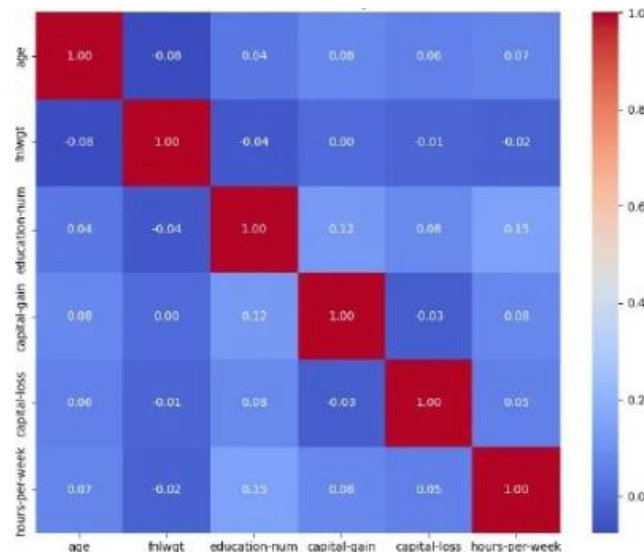 age 1.00 -0.08 0.04 0.08 0.06 0.07
fnlwgt -0.08 1.00 -0.04 0.00 -0.01 -0.02
education-num 0.04 -0.04 1.00 0.12 0.08 0.15
capital-gain 0.08 0.00 0.12 1.00 -0.03 0.08
capital-loss 0.06 -0.01 0.08 -0.03 1.00 0.05
hours-per-week 0.07 -0.02 0.15 0.08 0.05 1.00
age fnlwgt education-num capital-gain capital-loss hours-per-week
1.0
0.8
0.6
0.4
0.2
0.0